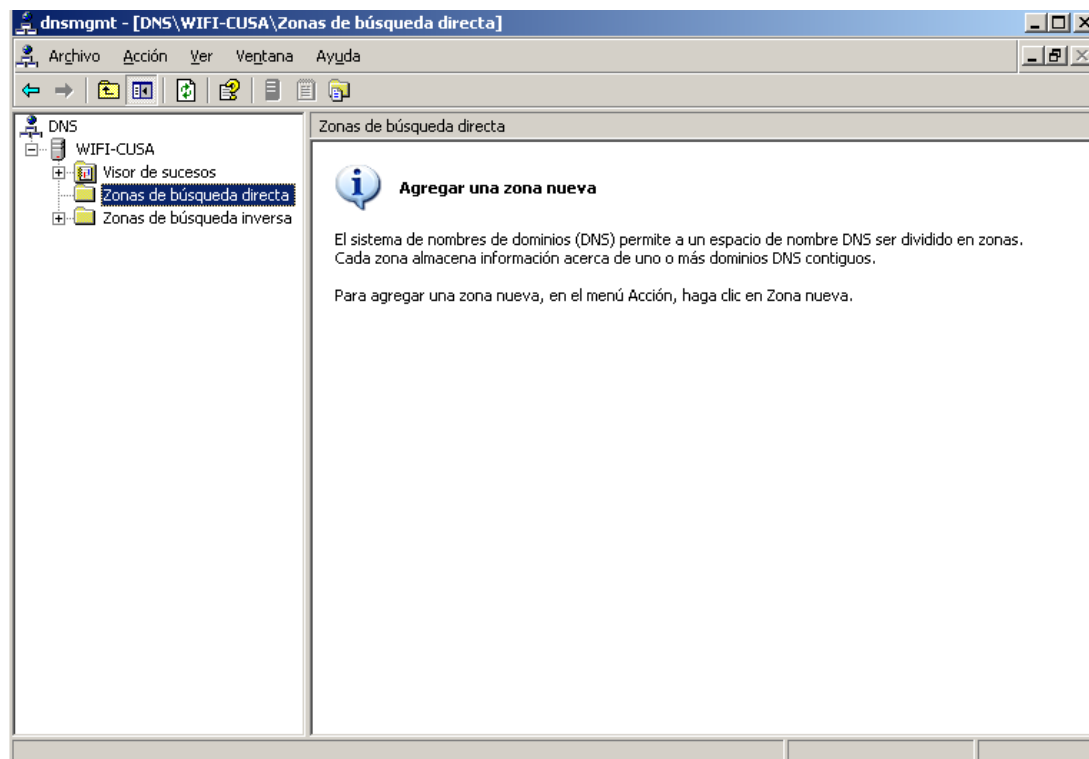 dnsmgmt - [DNS\WIFI-CUSA\Zonas de búsqueda directa]
Archivo Acción Ver Ventana Ayuda
DNS
WIFI-CUSA
Visor de sucesos
Zonas de búsqueda directa
Zonas de búsqueda inversa
Zonas de búsqueda directa
Agregar una zona nueva
El sistema de nombres de dominios (DNS) permite a un espacio de nombre DNS ser dividido en zonas.
Cada zona almacena información acerca de uno o más dominios DNS contiguos.
Para agregar una zona nueva, en el menú Acción, haga clic en Zona nueva.